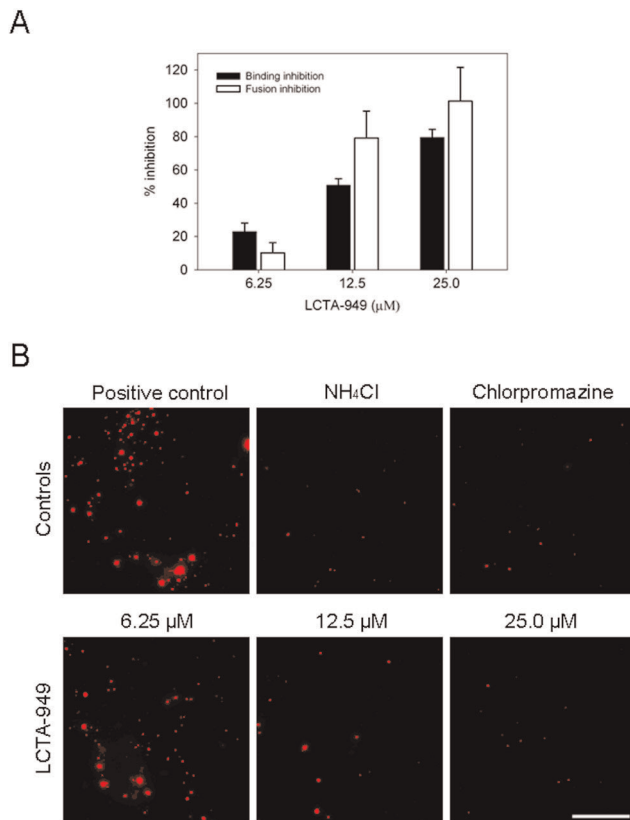 A
120
100
80
60
40
20
0
% inhibition
Binding inhibition
Fusion inhibition
6.25 12.5 25.0
LCTA-949 (μM)
B
Positive control NH₄Cl Chlorpromazine
Controls
6.25 µM 12.5 µM 25.0 µM
LCTA-949